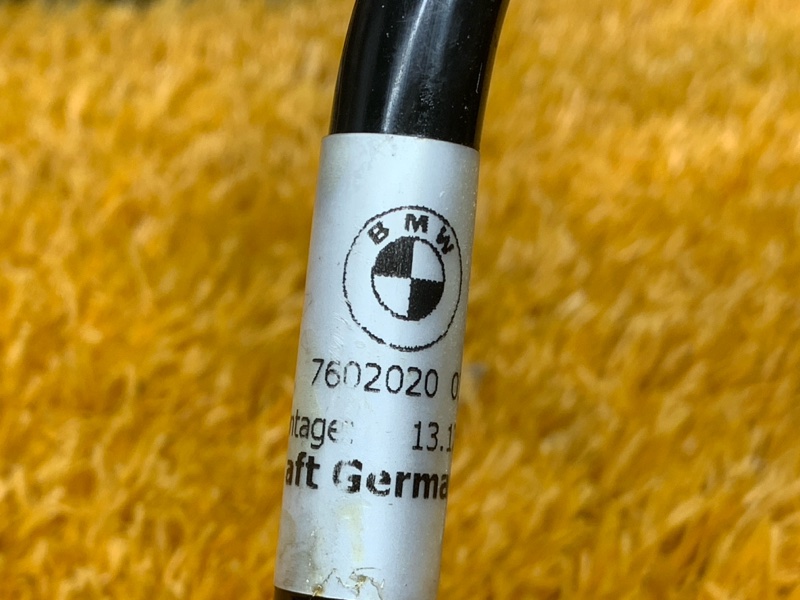 BMW
7602020 0
ntage: 13.1
aft Germa